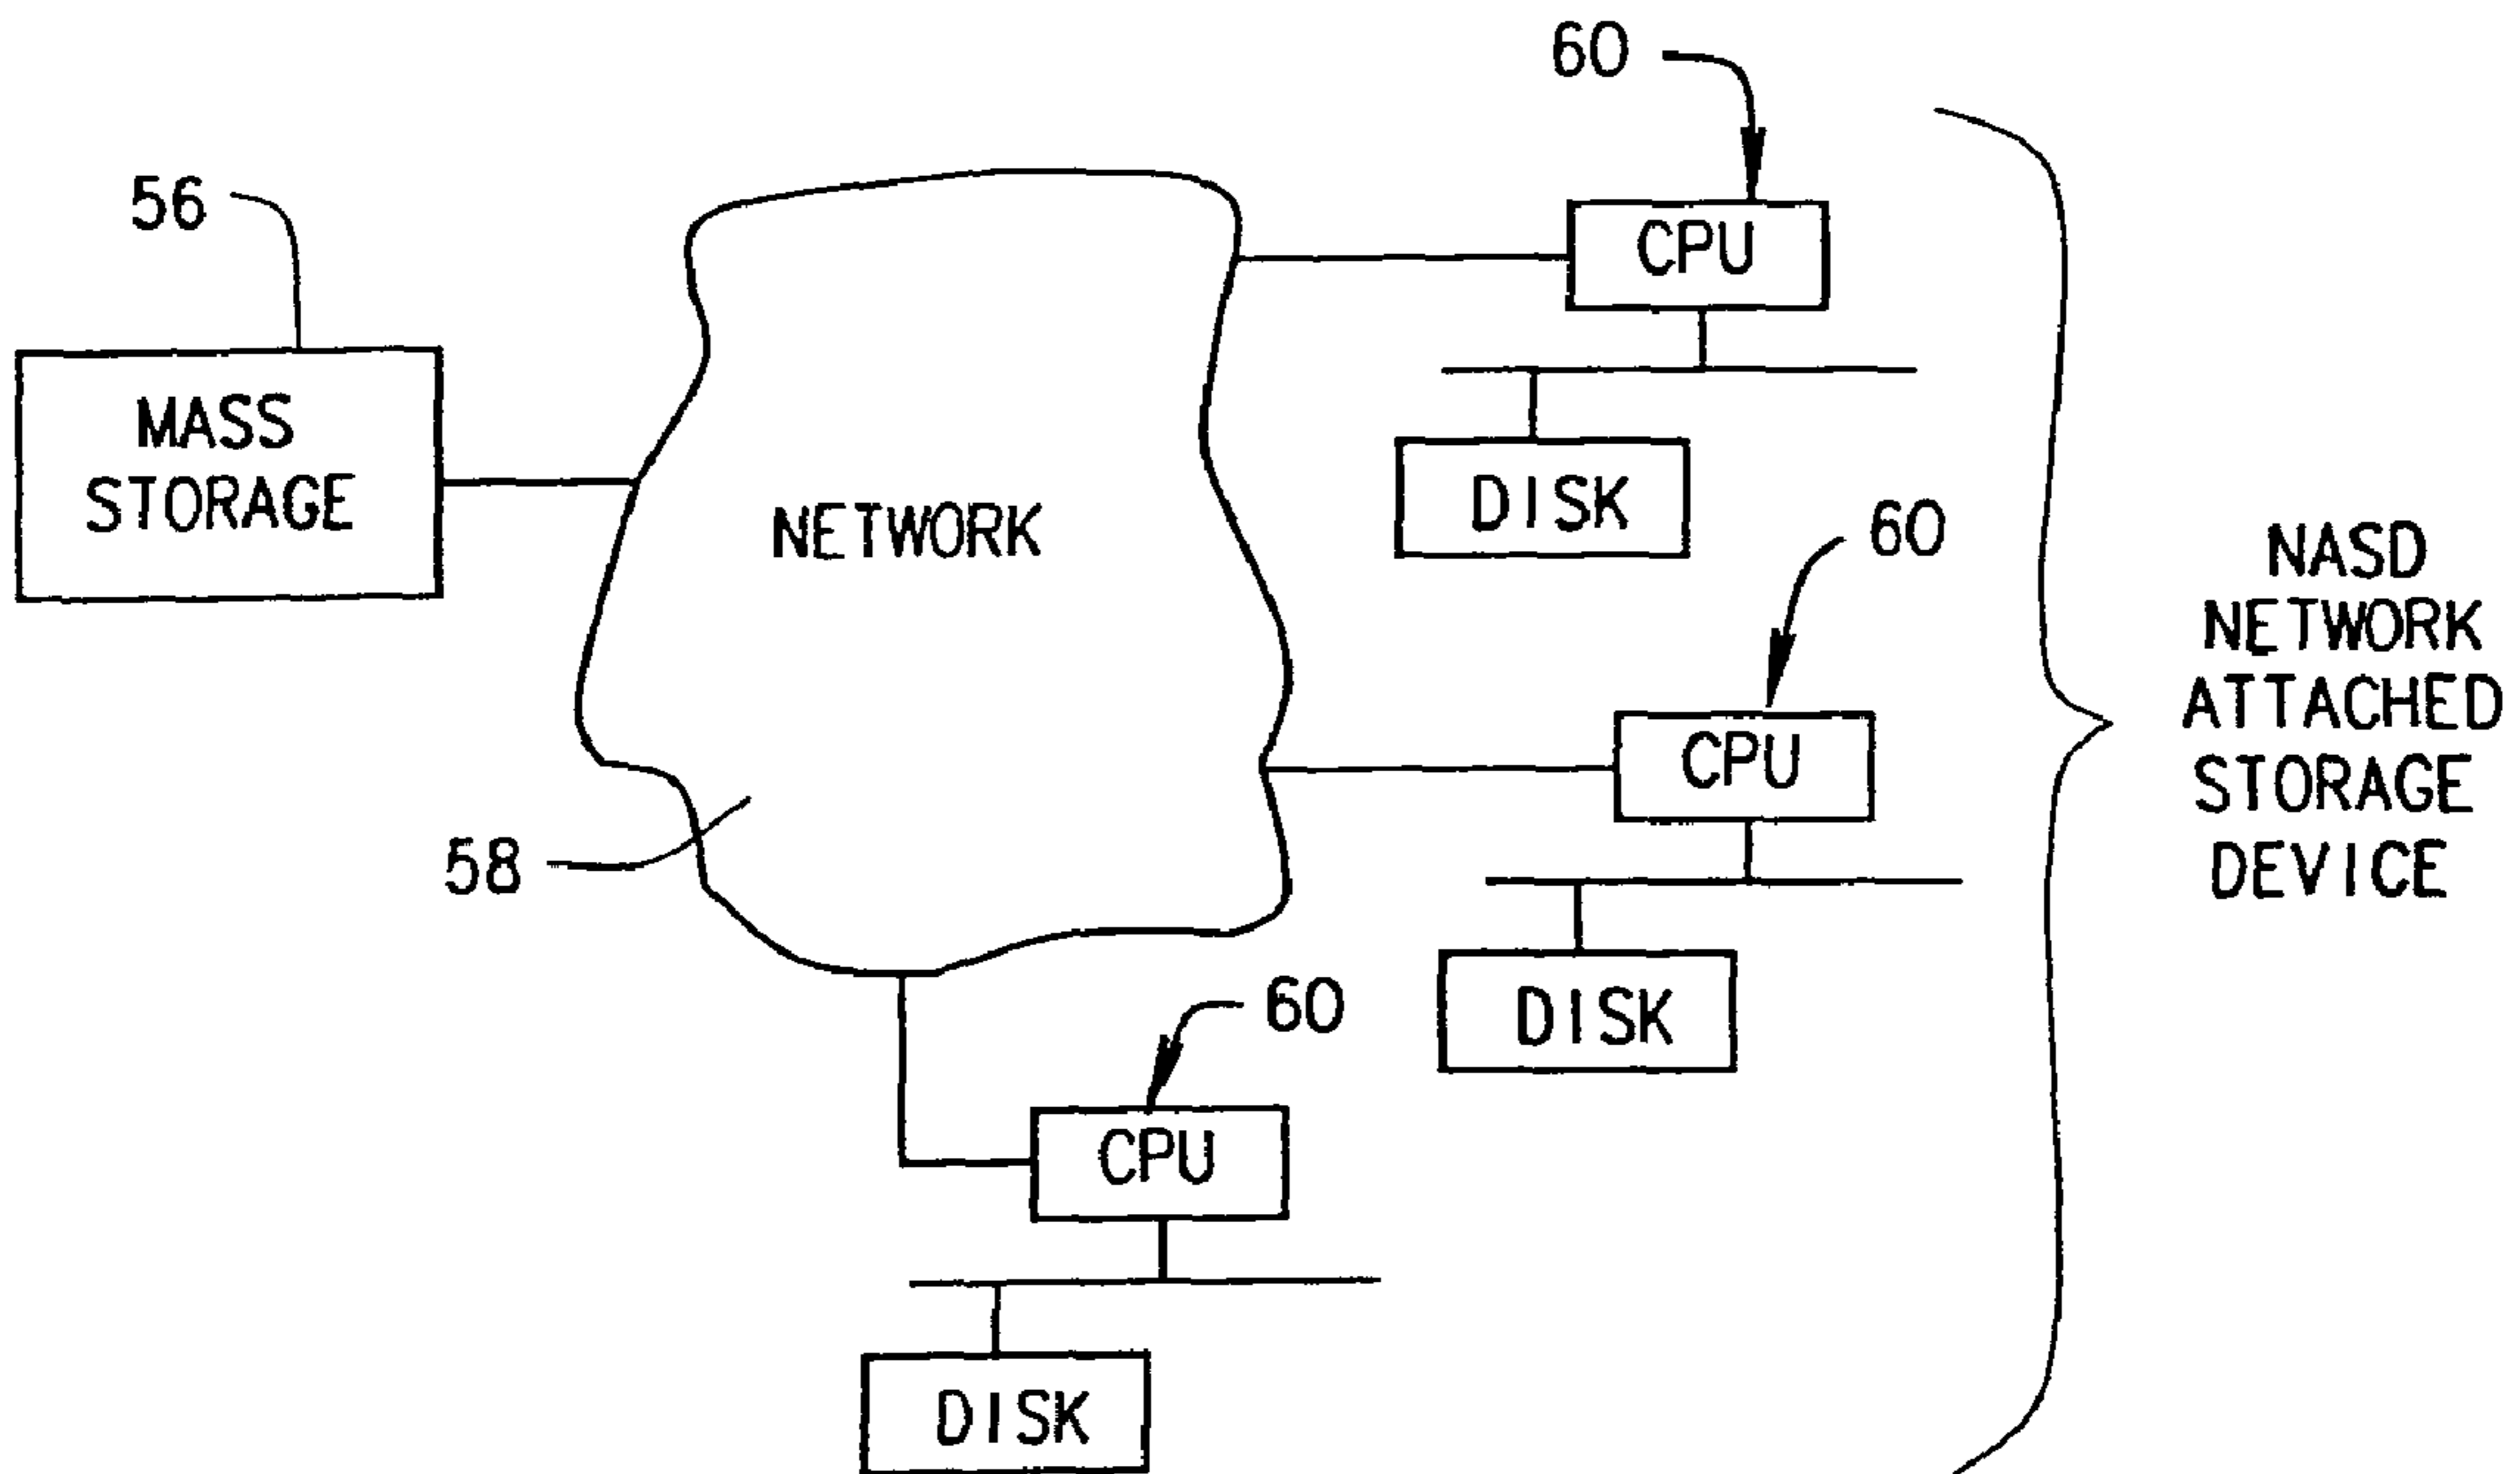 60
56
CPU
MASS
STORAGE
NETWORK
DISK
60
NASD
NETWORK
ATTACHED
STORAGE
DEVICE
CPU
58
DISK
60
CPU
DISK